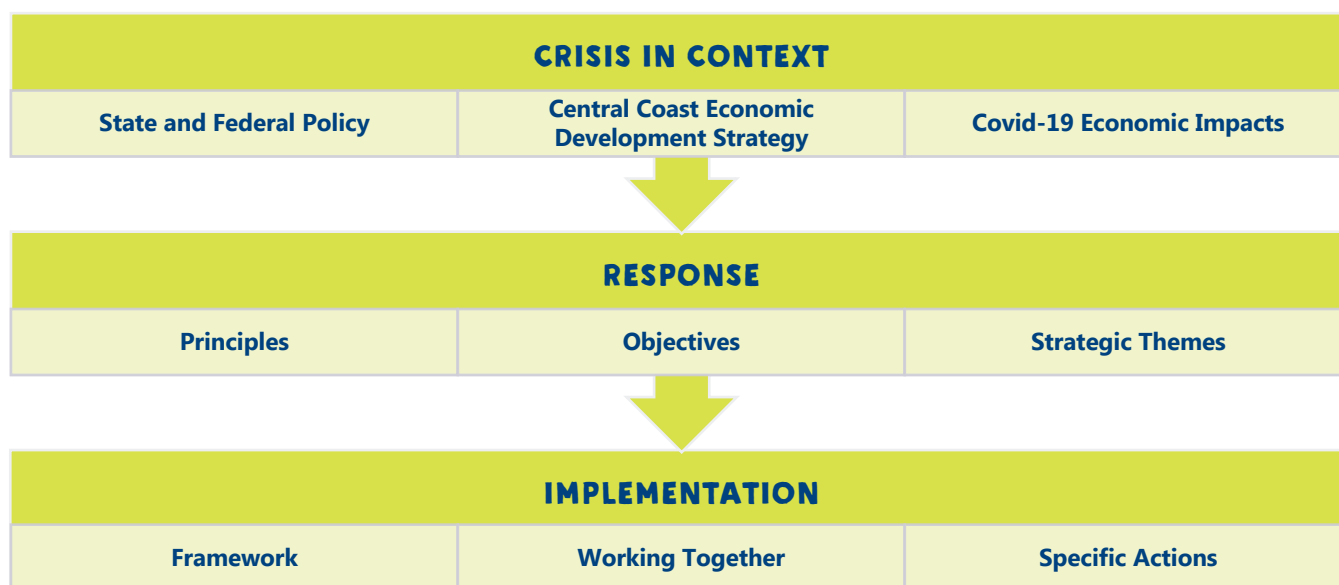 CRISIS IN CONTEXT
State and Federal Policy
Central Coast Economic
Development Strategy
Covid-19 Economic Impacts
RESPONSE
Principles
Objectives
Strategic Themes
IMPLEMENTATION
Framework
Working Together
Specific Actions